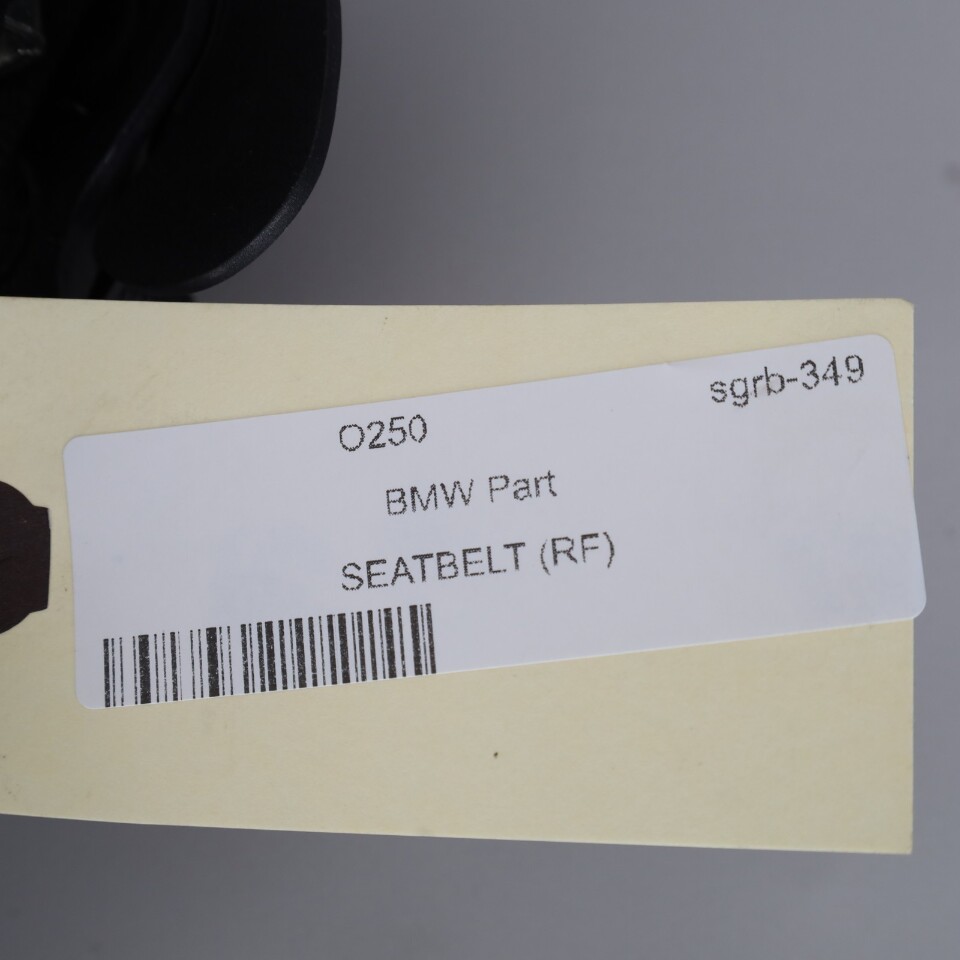 sgrb-349
O250
BMW Part
SEATBELT (RF)